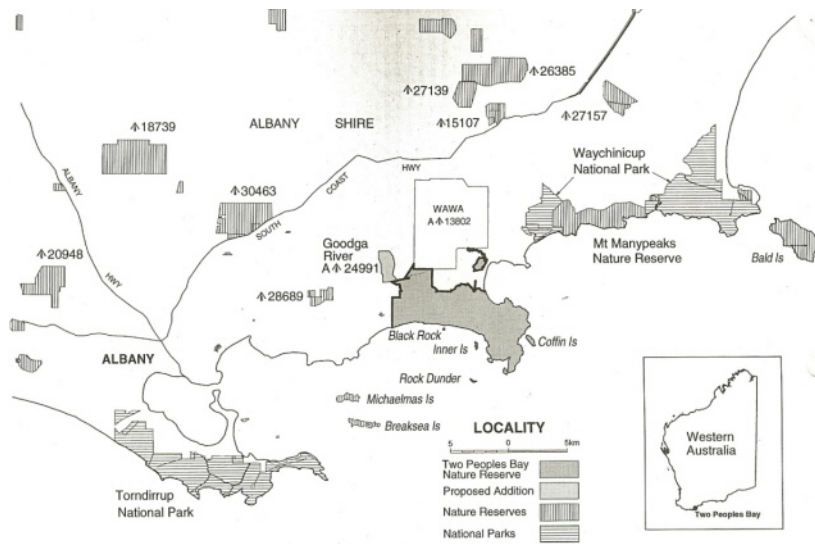 26385
27139
18739
ALBANY SHIRE
15107
27157
ALBANY
HWY
Waychinicup
National Park
HWY
COAST
SOUTH
30463
WAWA
A 13802
Goodga
River
A 24991
20948
Mt Manypeaks
Nature Reserve
Bald Is
28689
ALBANY
Black Rock
Inner Is
Coffin Is
Rock Dunder
Michaelmas Is
Breaksea Is
LOCALITY
5 0 5km
Two Peoples Bay
Nature Reserve
Proposed Addition
Nature Reserves
National Parks
Torndirrup
National Park
Western
Australia
Two Peoples Bay